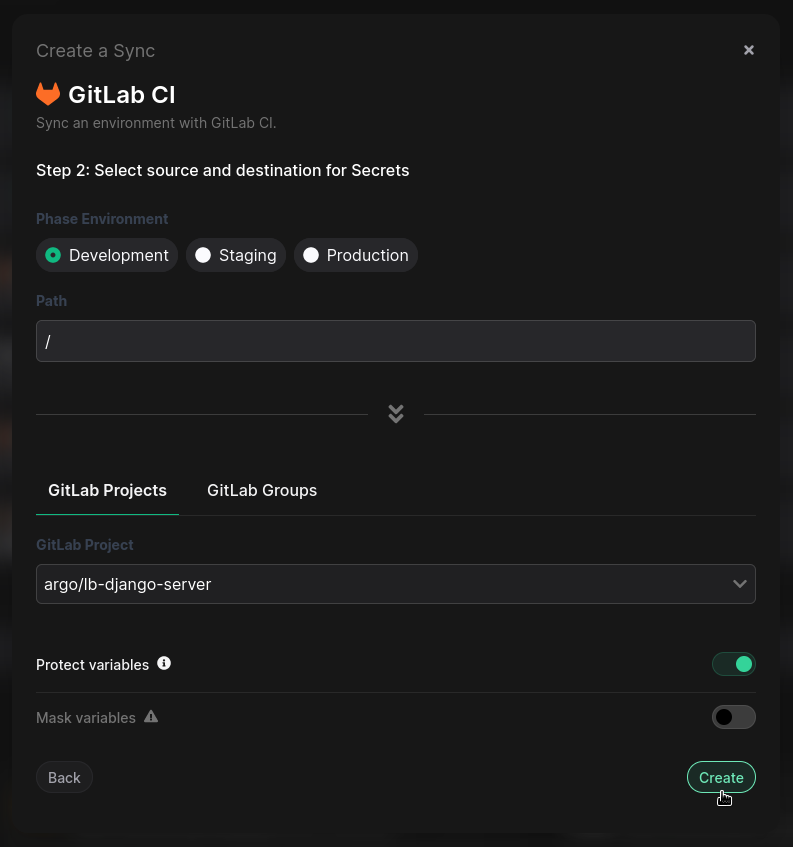 Create a Sync
GitLab CI
Sync an environment with GitLab CI.
Step 2: Select source and destination for Secrets
Phase Environment
Development Staging Production
Path
/
GitLab Projects GitLab Groups
GitLab Project
argo/lb-django-server
Protect variables
Mask variables
Back Create